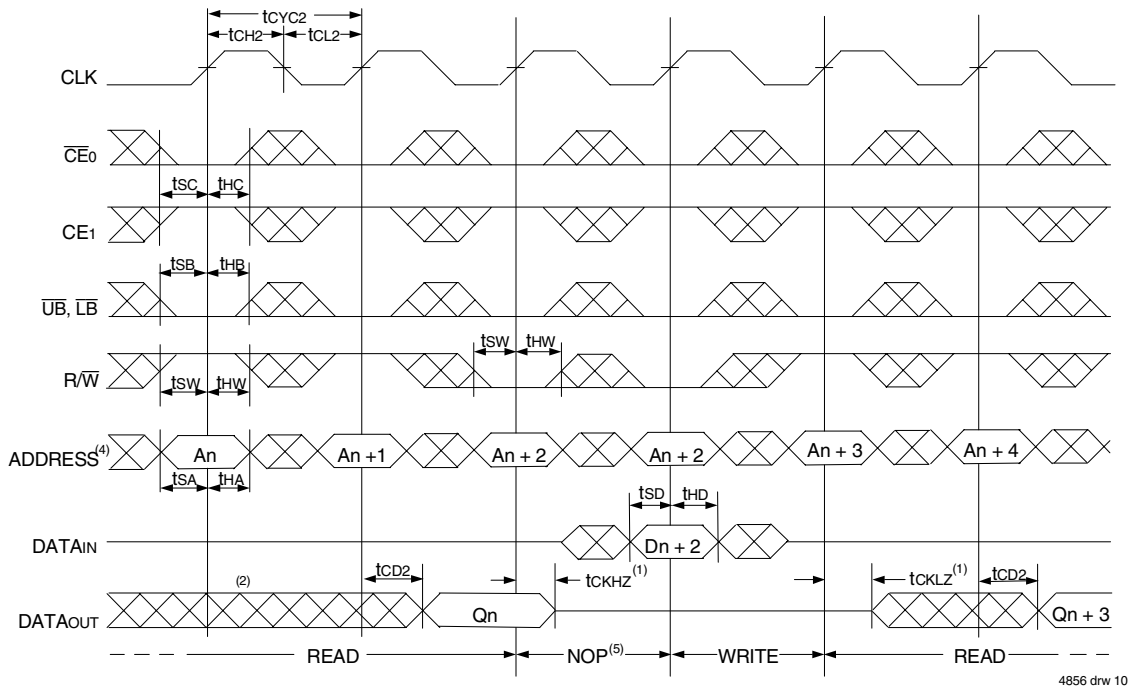 tCYC2
tCH2 tCL2
CLK
CE0
tSC tHC
CE1
tSB tHB
UB, LB
tSW tHW
R/W
tSW tHW
ADDRESS(4) An An +1 An + 2 An + 2 An + 3 An + 4
tSA tHA tSD tHD
DATAIN Dn + 2
tCD2 tCKHZ(1) tCKLZ(1) tCD2
(2)
DATAOUT Qn Qn + 3
READ NOP(5) WRITE READ
4856 drw 10